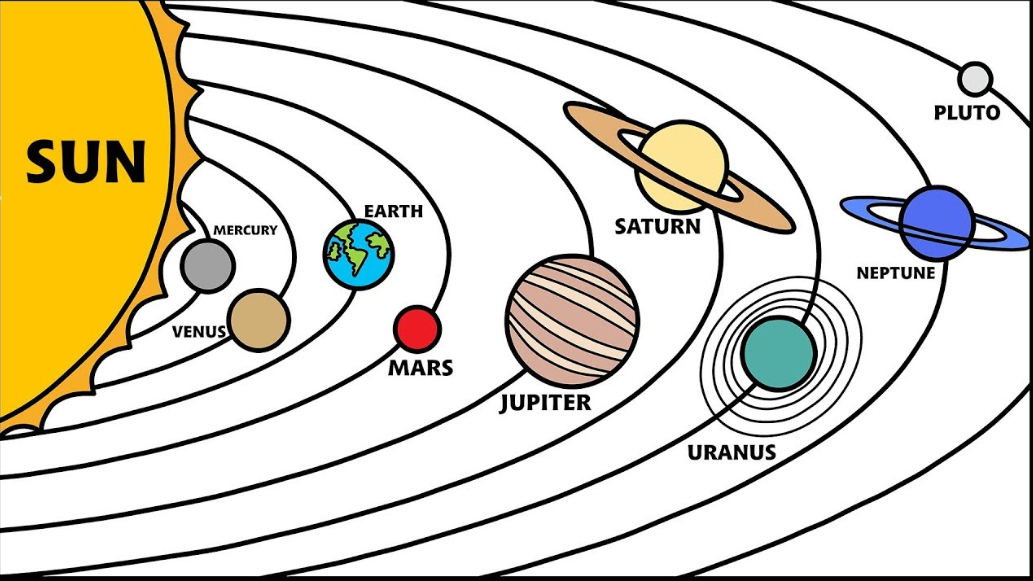 SUN
MERCURY
VENUS
EARTH
MARS
JUPITER
SATURN
URANUS
NEPTUNE
PLUTO